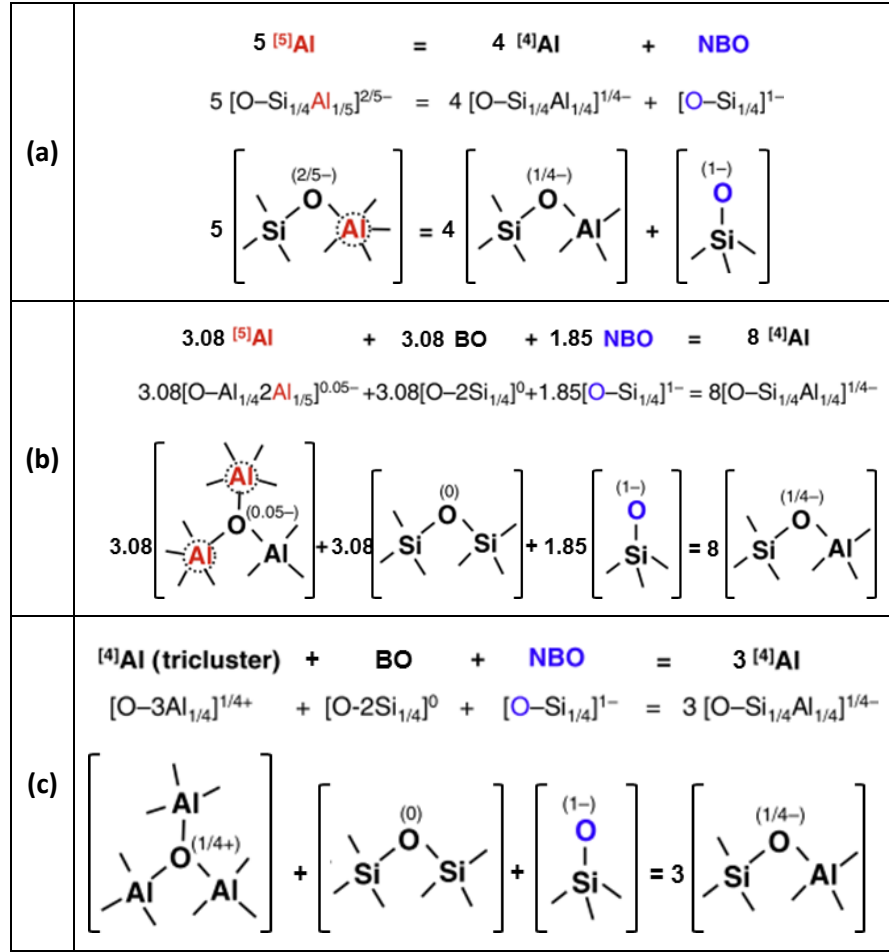 (a)
5 [5]Al = 4 [4]Al + NBO
5 [O–Si1/4Al1/5]2/5– = 4 [O–Si1/4Al1/4]1/4– + [O–Si1/4]1–
(2/5–) (1/4–) (1–)
O O O
5 Si Al = 4 Si Al + Si
(b)
3.08 [5]Al + 3.08 BO + 1.85 NBO = 8 [4]Al
3.08[O–Al1/42Al1/5]0.05– +3.08[O–2Si1/4]0+1.85[O–Si1/4]1– = 8[O–Si1/4Al1/4]1/4–
Al
(0) (1–) (1/4–)
O (0.05–) O O O
3.08 Al Al +3.08 Si Si + 1.85 Si = 8 Si Al
(c)
[4]Al (tricluster) + BO + NBO = 3 [4]Al
[O–3Al1/4]1/4+ + [O-2Si1/4]0 + [O–Si1/4]1– = 3 [O–Si1/4Al1/4]1/4–
Al
(0) (1–) (1/4–)
O (1/4+) O O O
Al Al + Si Si + Si = 3 Si Al